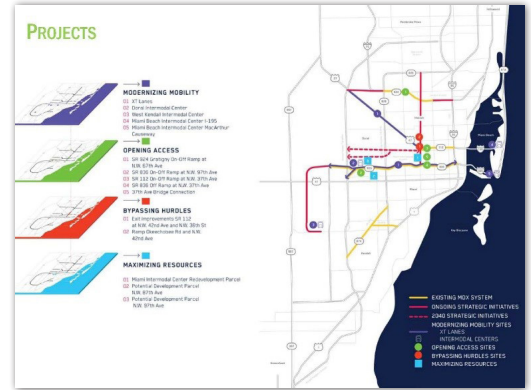 PROJECTS
MODERNIZING MOBILITY
01 XT Lanes
02 Doral Intermodal Center
03 West Kendall Intermodal Center
04 Miami Beach Intermodal Center I-195
05 Miami Beach Intermodal Center MacArthur
Causeway
OPENING ACCESS
01 SR 924 Gratigny On-Off Ramp at
N.W. 67th Ave
02 SR 836 On-Off Ramp at N.W. 97th Ave
03 SR 112 On-Off Ramp at N.W. 37th Ave
04 SR 836 Off Ramp at N.W. 37th Ave
05 37th Ave Bridge Connection
BYPASSING HURDLES
01 Exit Improvements SR 112
at N.W. 42nd Ave and N.W. 36th St
02 Ramp Okeechobee Rd and N.W.
42nd Ave
MAXIMIZING RESOURCES
01 Miami Intermodal Center Redevelopment Parcel
02 Potential Development Parcel
N.W. 87th Ave
03 Potential Development Parcel
N.W. 97th Ave
EXISTING MDX SYSTEM
ONGOING STRATEGIC INITIATIVES
2040 STRATEGIC INITIATIVES
MODERNIZING MOBILITY SITES
XT LANES
INTERMODAL CENTERS
OPENING ACCESS SITES
BYPASSING HURDLES SITES
MAXIMIZING RESOURCES